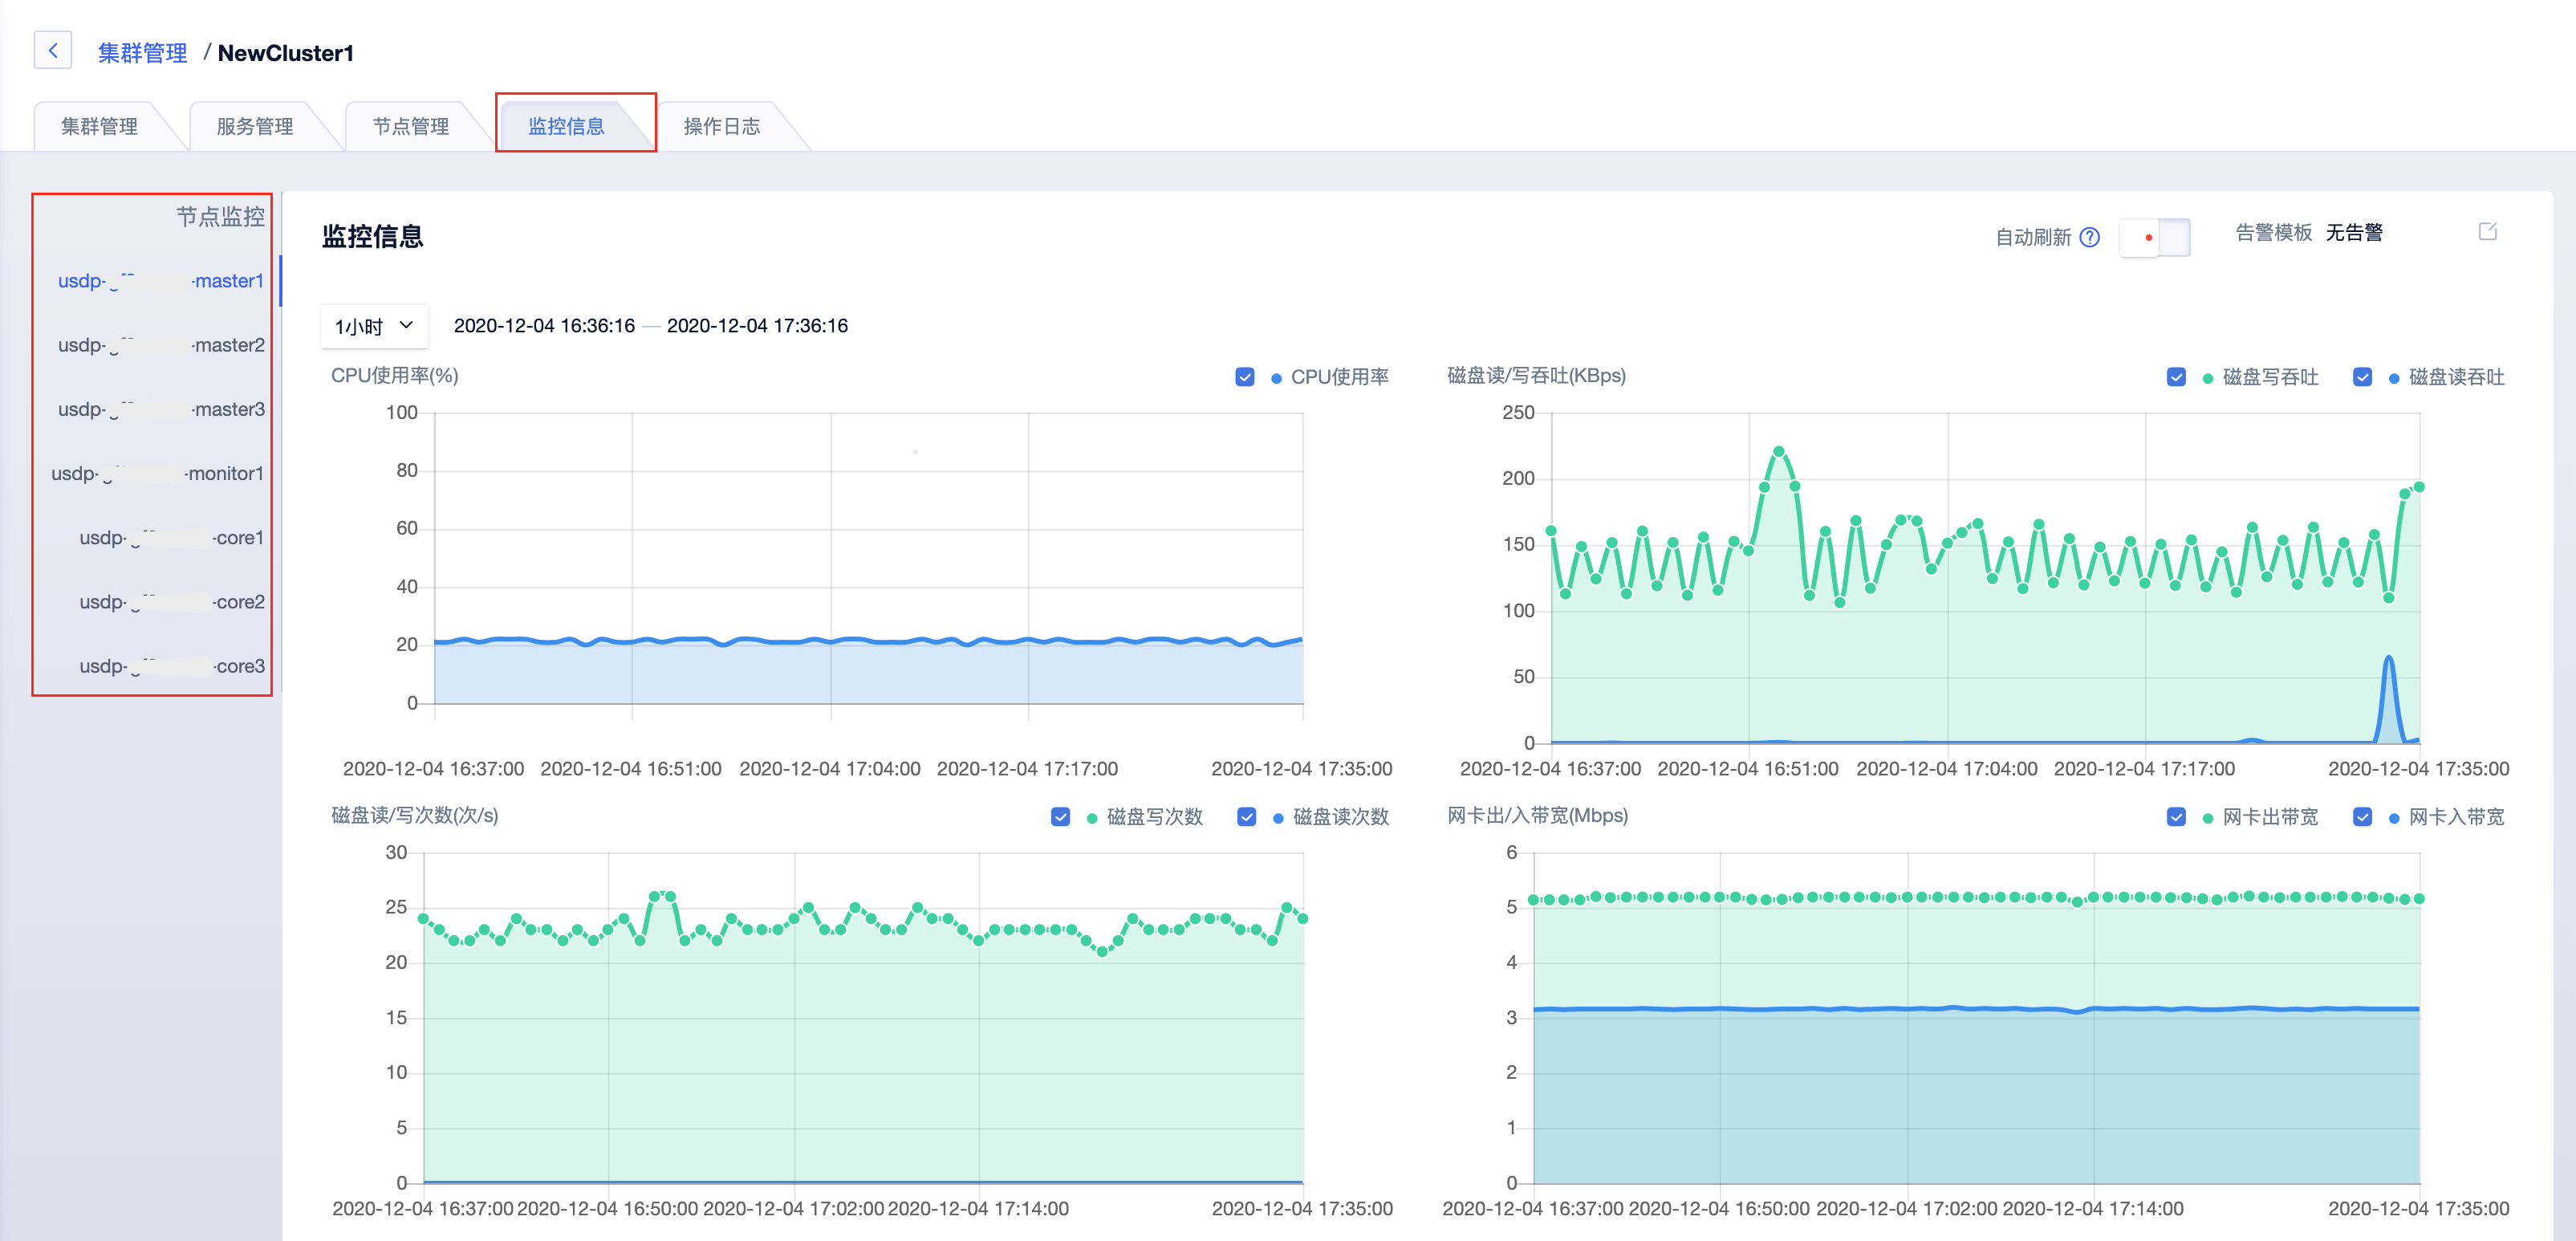 集群管理 / NewCluster1
集群管理 服务管理 节点管理 监控信息 操作日志
节点监控
usdp- -master1
usdp- -master2
usdp- -master3
usdp- -monitor1
usdp- -core1
usdp- -core2
usdp- -core3
监控信息
自动刷新 ? 告警模板 无告警
1小时 2020-12-04 16:36:16 — 2020-12-04 17:36:16
CPU使用率(%) CPU使用率
100
80
60
40
20
0
2020-12-04 16:37:00 2020-12-04 16:51:00 2020-12-04 17:04:00 2020-12-04 17:17:00 2020-12-04 17:35:00
磁盘读/写吞吐(KBps) 磁盘写吞吐 磁盘读吞吐
250
200
150
100
50
0
2020-12-04 16:37:00 2020-12-04 16:51:00 2020-12-04 17:04:00 2020-12-04 17:17:00 2020-12-04 17:35:00
磁盘读/写次数(次/s) 磁盘写次数 磁盘读次数
30
25
20
15
10
5
0
2020-12-04 16:37:00 2020-12-04 16:50:00 2020-12-04 17:02:00 2020-12-04 17:14:00 2020-12-04 17:35:00
网卡出/入带宽(Mbps) 网卡出带宽 网卡入带宽
6
5
4
3
2
1
0
2020-12-04 16:37:00 2020-12-04 16:50:00 2020-12-04 17:02:00 2020-12-04 17:14:00 2020-12-04 17:35:00